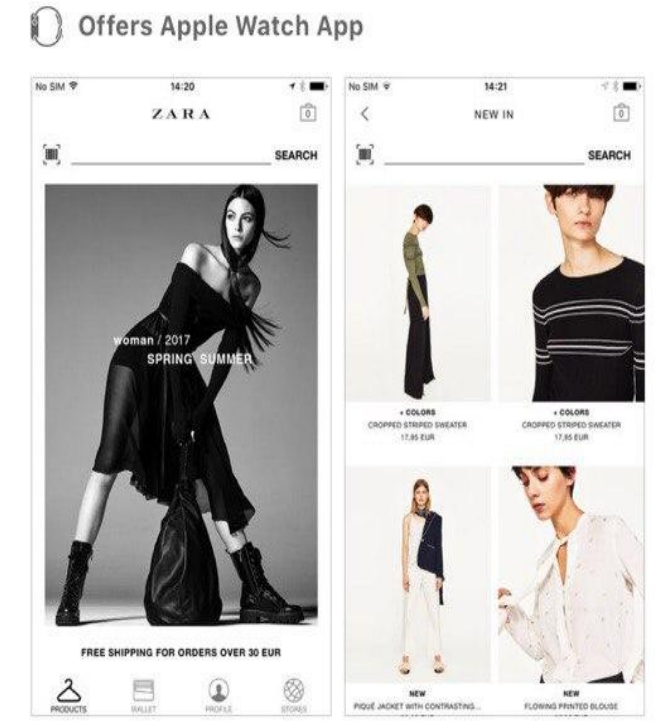 Offers Apple Watch App
No SIM 14:20
ZARA
0
SEARCH
woman / 2017
SPRING SUMMER
FREE SHIPPING FOR ORDERS OVER 30 EUR
PRODUCTS WALLET PROFILE STORES
No SIM 14:21
NEW IN
0
SEARCH
+ COLORS
CROPPED STRIPED SWEATER
17,95 EUR
+ COLORS
CROPPED STRIPED SWEATER
17,95 EUR
NEW
PIQUÉ JACKET WITH CONTRASTING...
NEW
FLOWING PRINTED BLOUSE